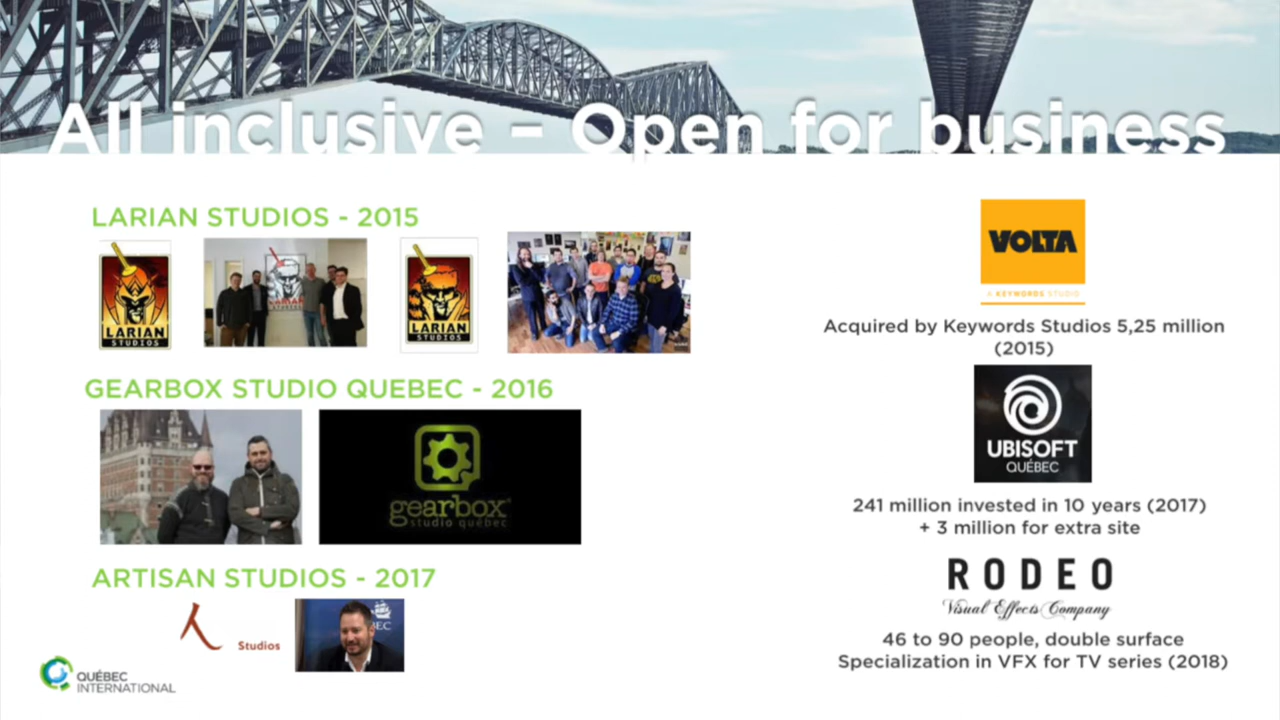 All inclusive – Open for business
LARIAN STUDIOS - 2015
LARIAN
STUDIOS
LARIAN
STUDIOS
LARIAN
STUDIOS
GEARBOX STUDIO QUEBEC - 2016
gearbox
studio québec
ARTISAN STUDIOS - 2017
Studios
QUÉBEC
INTERNATIONAL
VOLTA
A KEYWORDS STUDIO
Acquired by Keywords Studios 5,25 million
(2015)
UBISOFT
QUÉBEC
241 million invested in 10 years (2017)
+ 3 million for extra site
RODEO
Visual Effects Company
46 to 90 people, double surface
Specialization in VFX for TV series (2018)